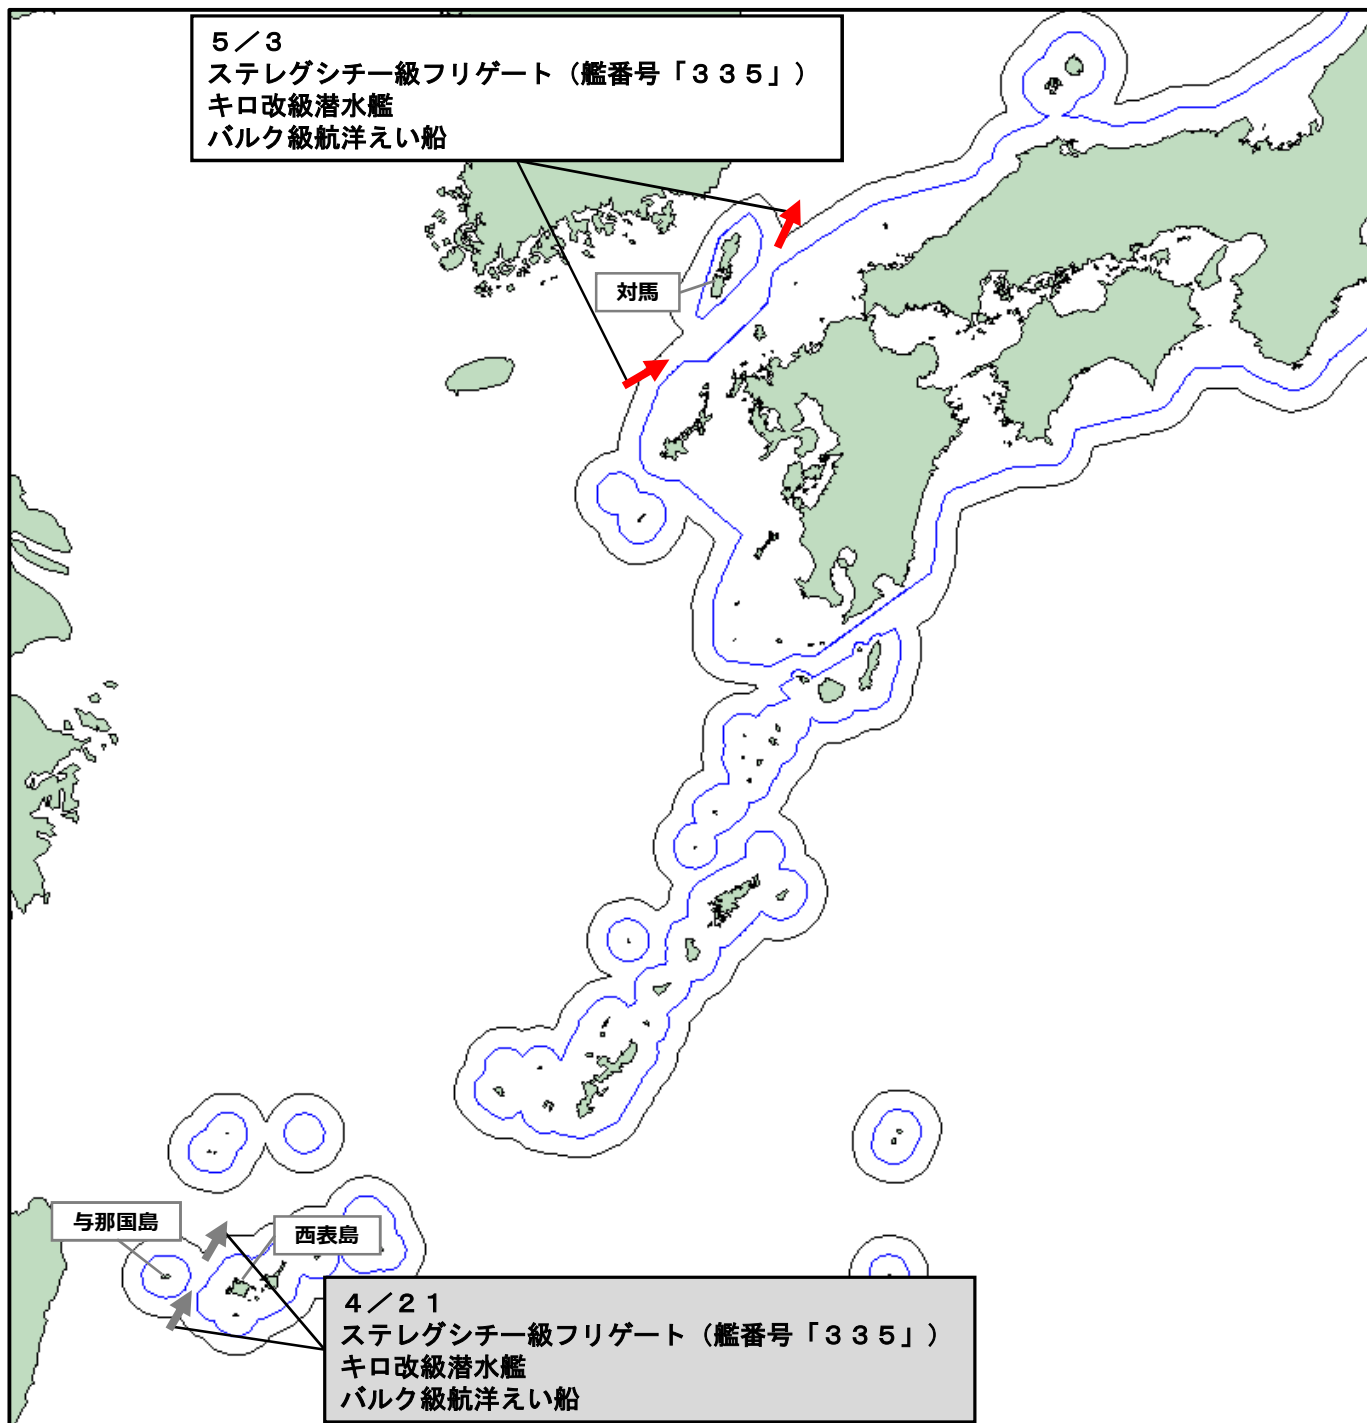 ５／３
ステレグシチー級フリゲート（艦番号「３３５」）
キロ改級潜水艦
バルク級航洋えい船
対馬
与那国島
西表島
４／２１
ステレグシチー級フリゲート（艦番号「３３５」）
キロ改級潜水艦
バルク級航洋えい船